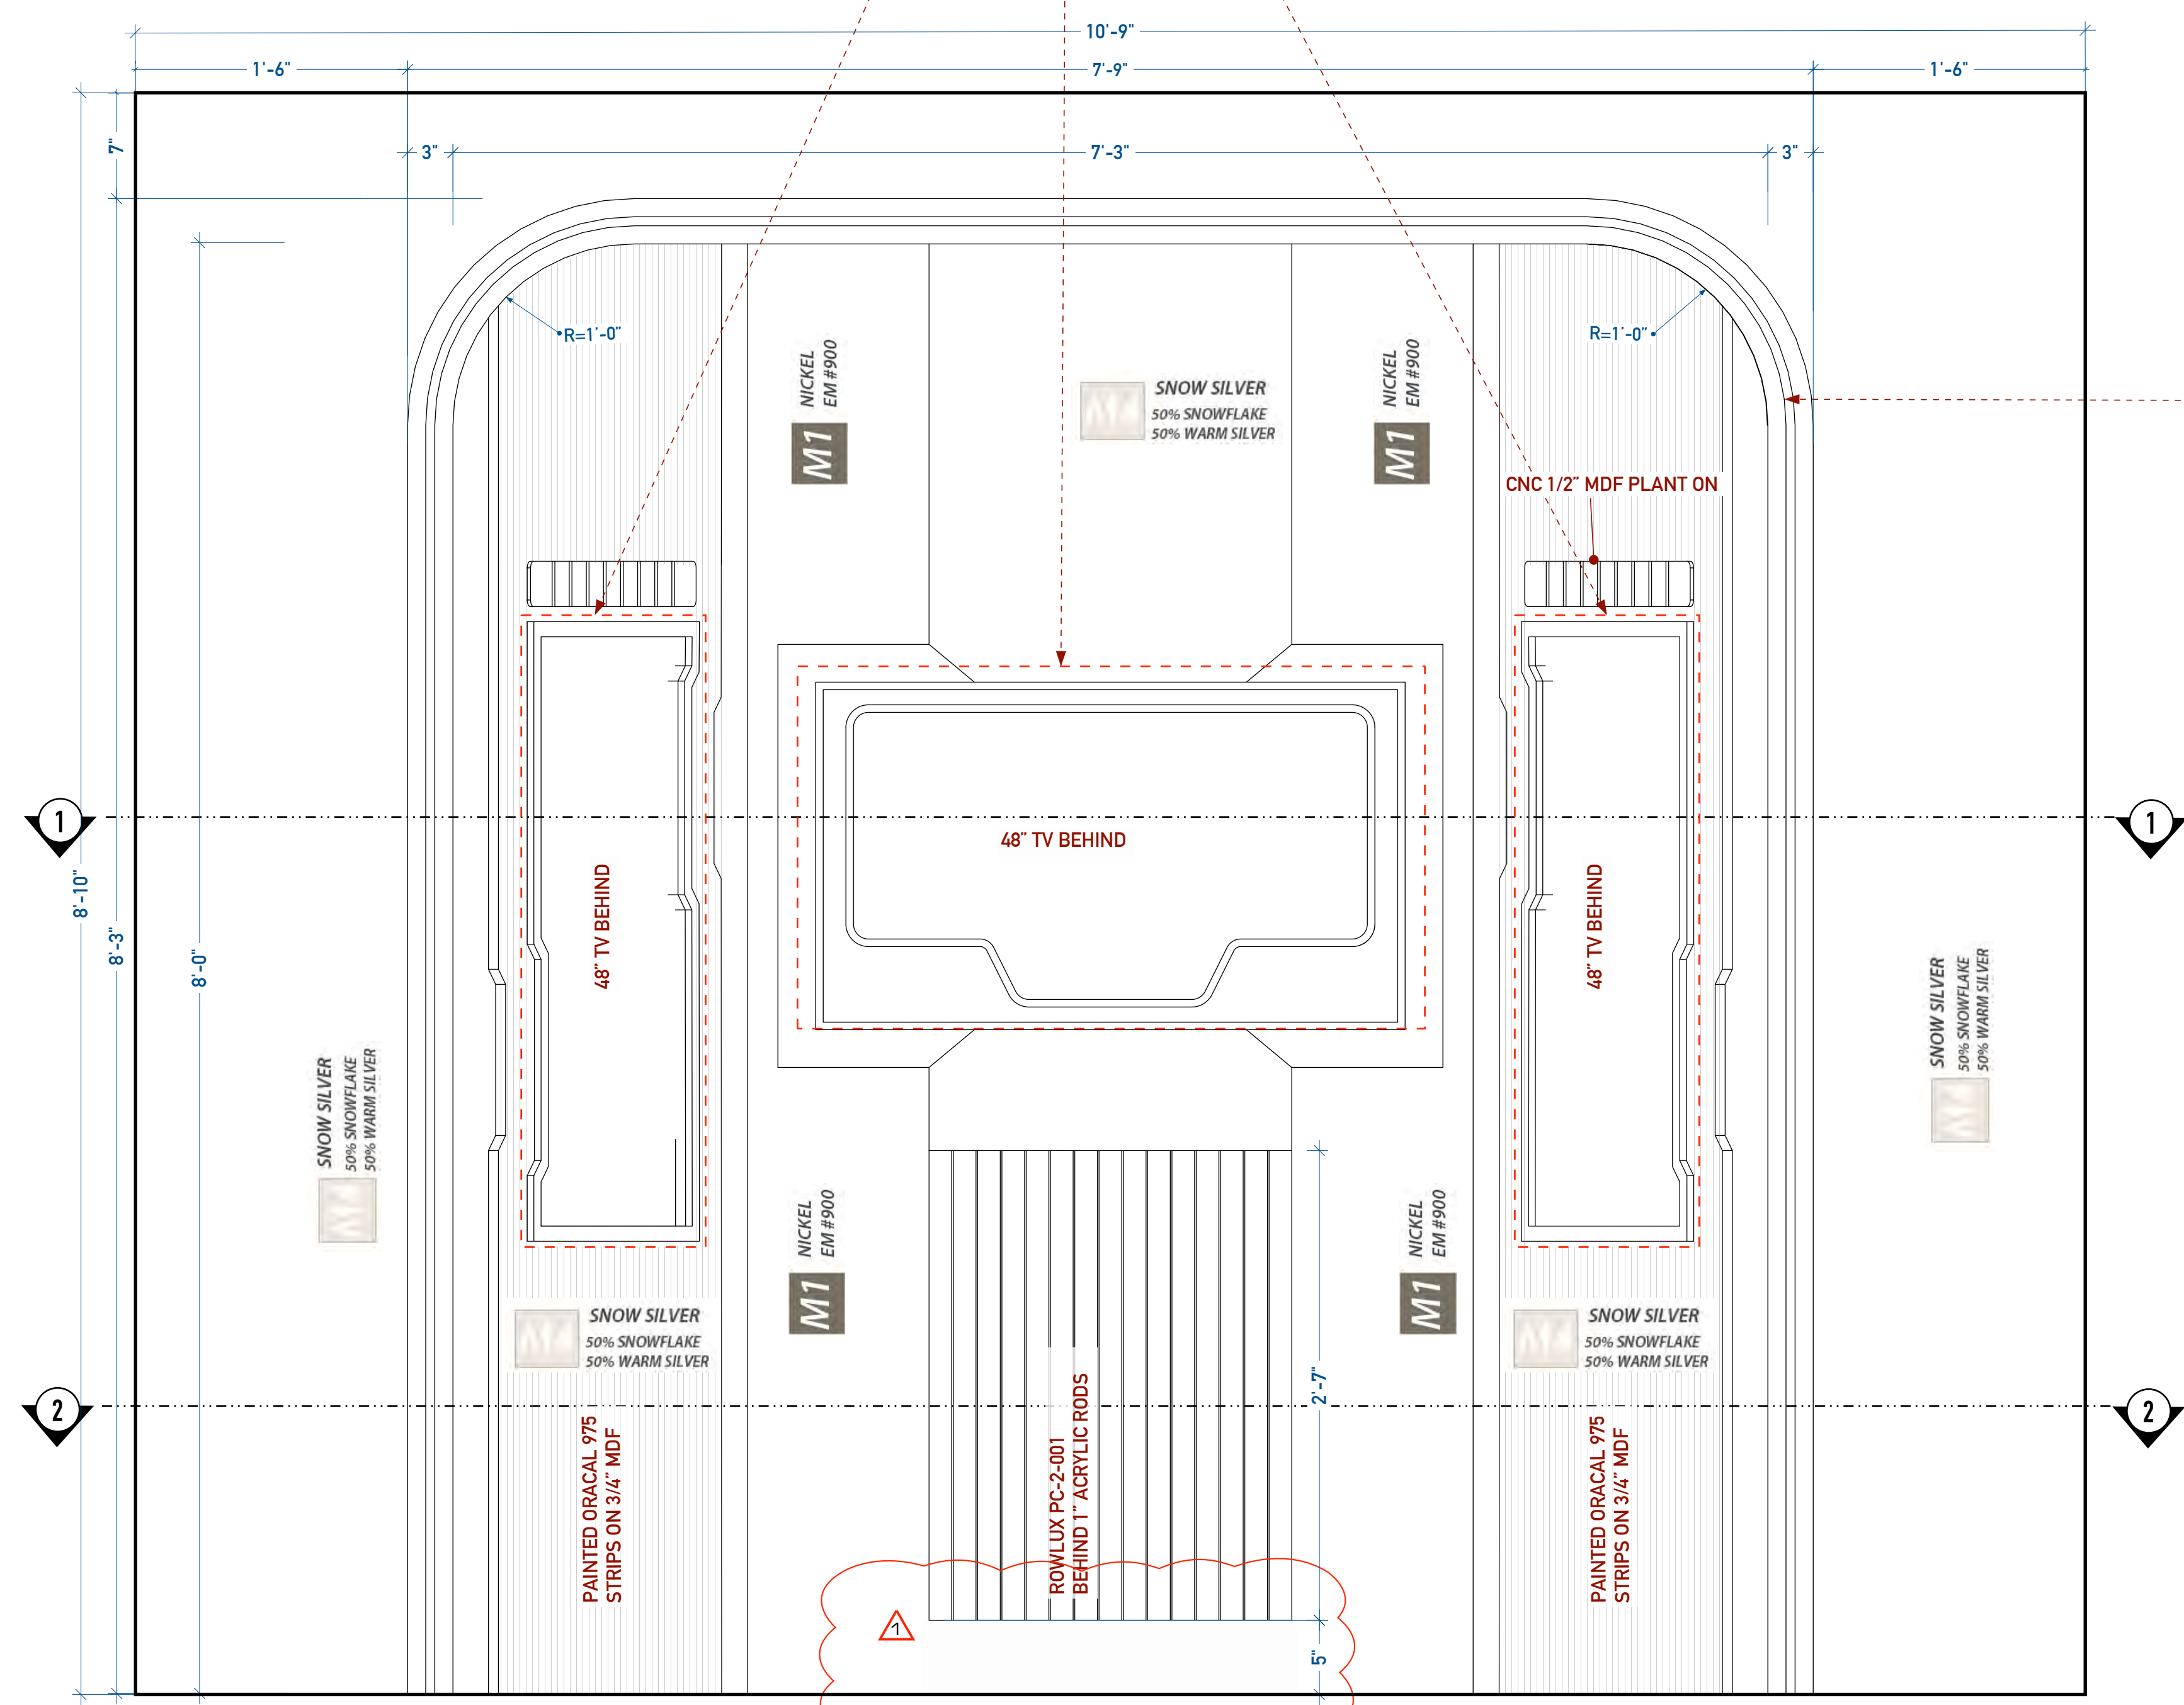 10'-9"
1'-6"
7'-9"
1'-6"
7"
3"
7'-3"
3"
R=1'-0"
R=1'-0"
NICKEL
EM #900
M1
SNOW SILVER
50% SNOWFLAKE
50% WARM SILVER
NICKEL
EM #900
M1
CNC 1/2" MDF PLANT ON
1
1
48" TV BEHIND
48" TV BEHIND
48" TV BEHIND
8'-10"
8'-3"
8'-0"
SNOW SILVER
50% SNOWFLAKE
50% WARM SILVER
SNOW SILVER
50% SNOWFLAKE
50% WARM SILVER
NICKEL
EM #900
M1
NICKEL
EM #900
M1
SNOW SILVER
50% SNOWFLAKE
50% WARM SILVER
SNOW SILVER
50% SNOWFLAKE
50% WARM SILVER
2'-7"
2
2
PAINTED ORACAL 975
STRIPS ON 3/4" MDF
ROWLUX PC-2-001
BEHIND 1" ACRYLIC RODS
PAINTED ORACAL 975
STRIPS ON 3/4" MDF
1
5"